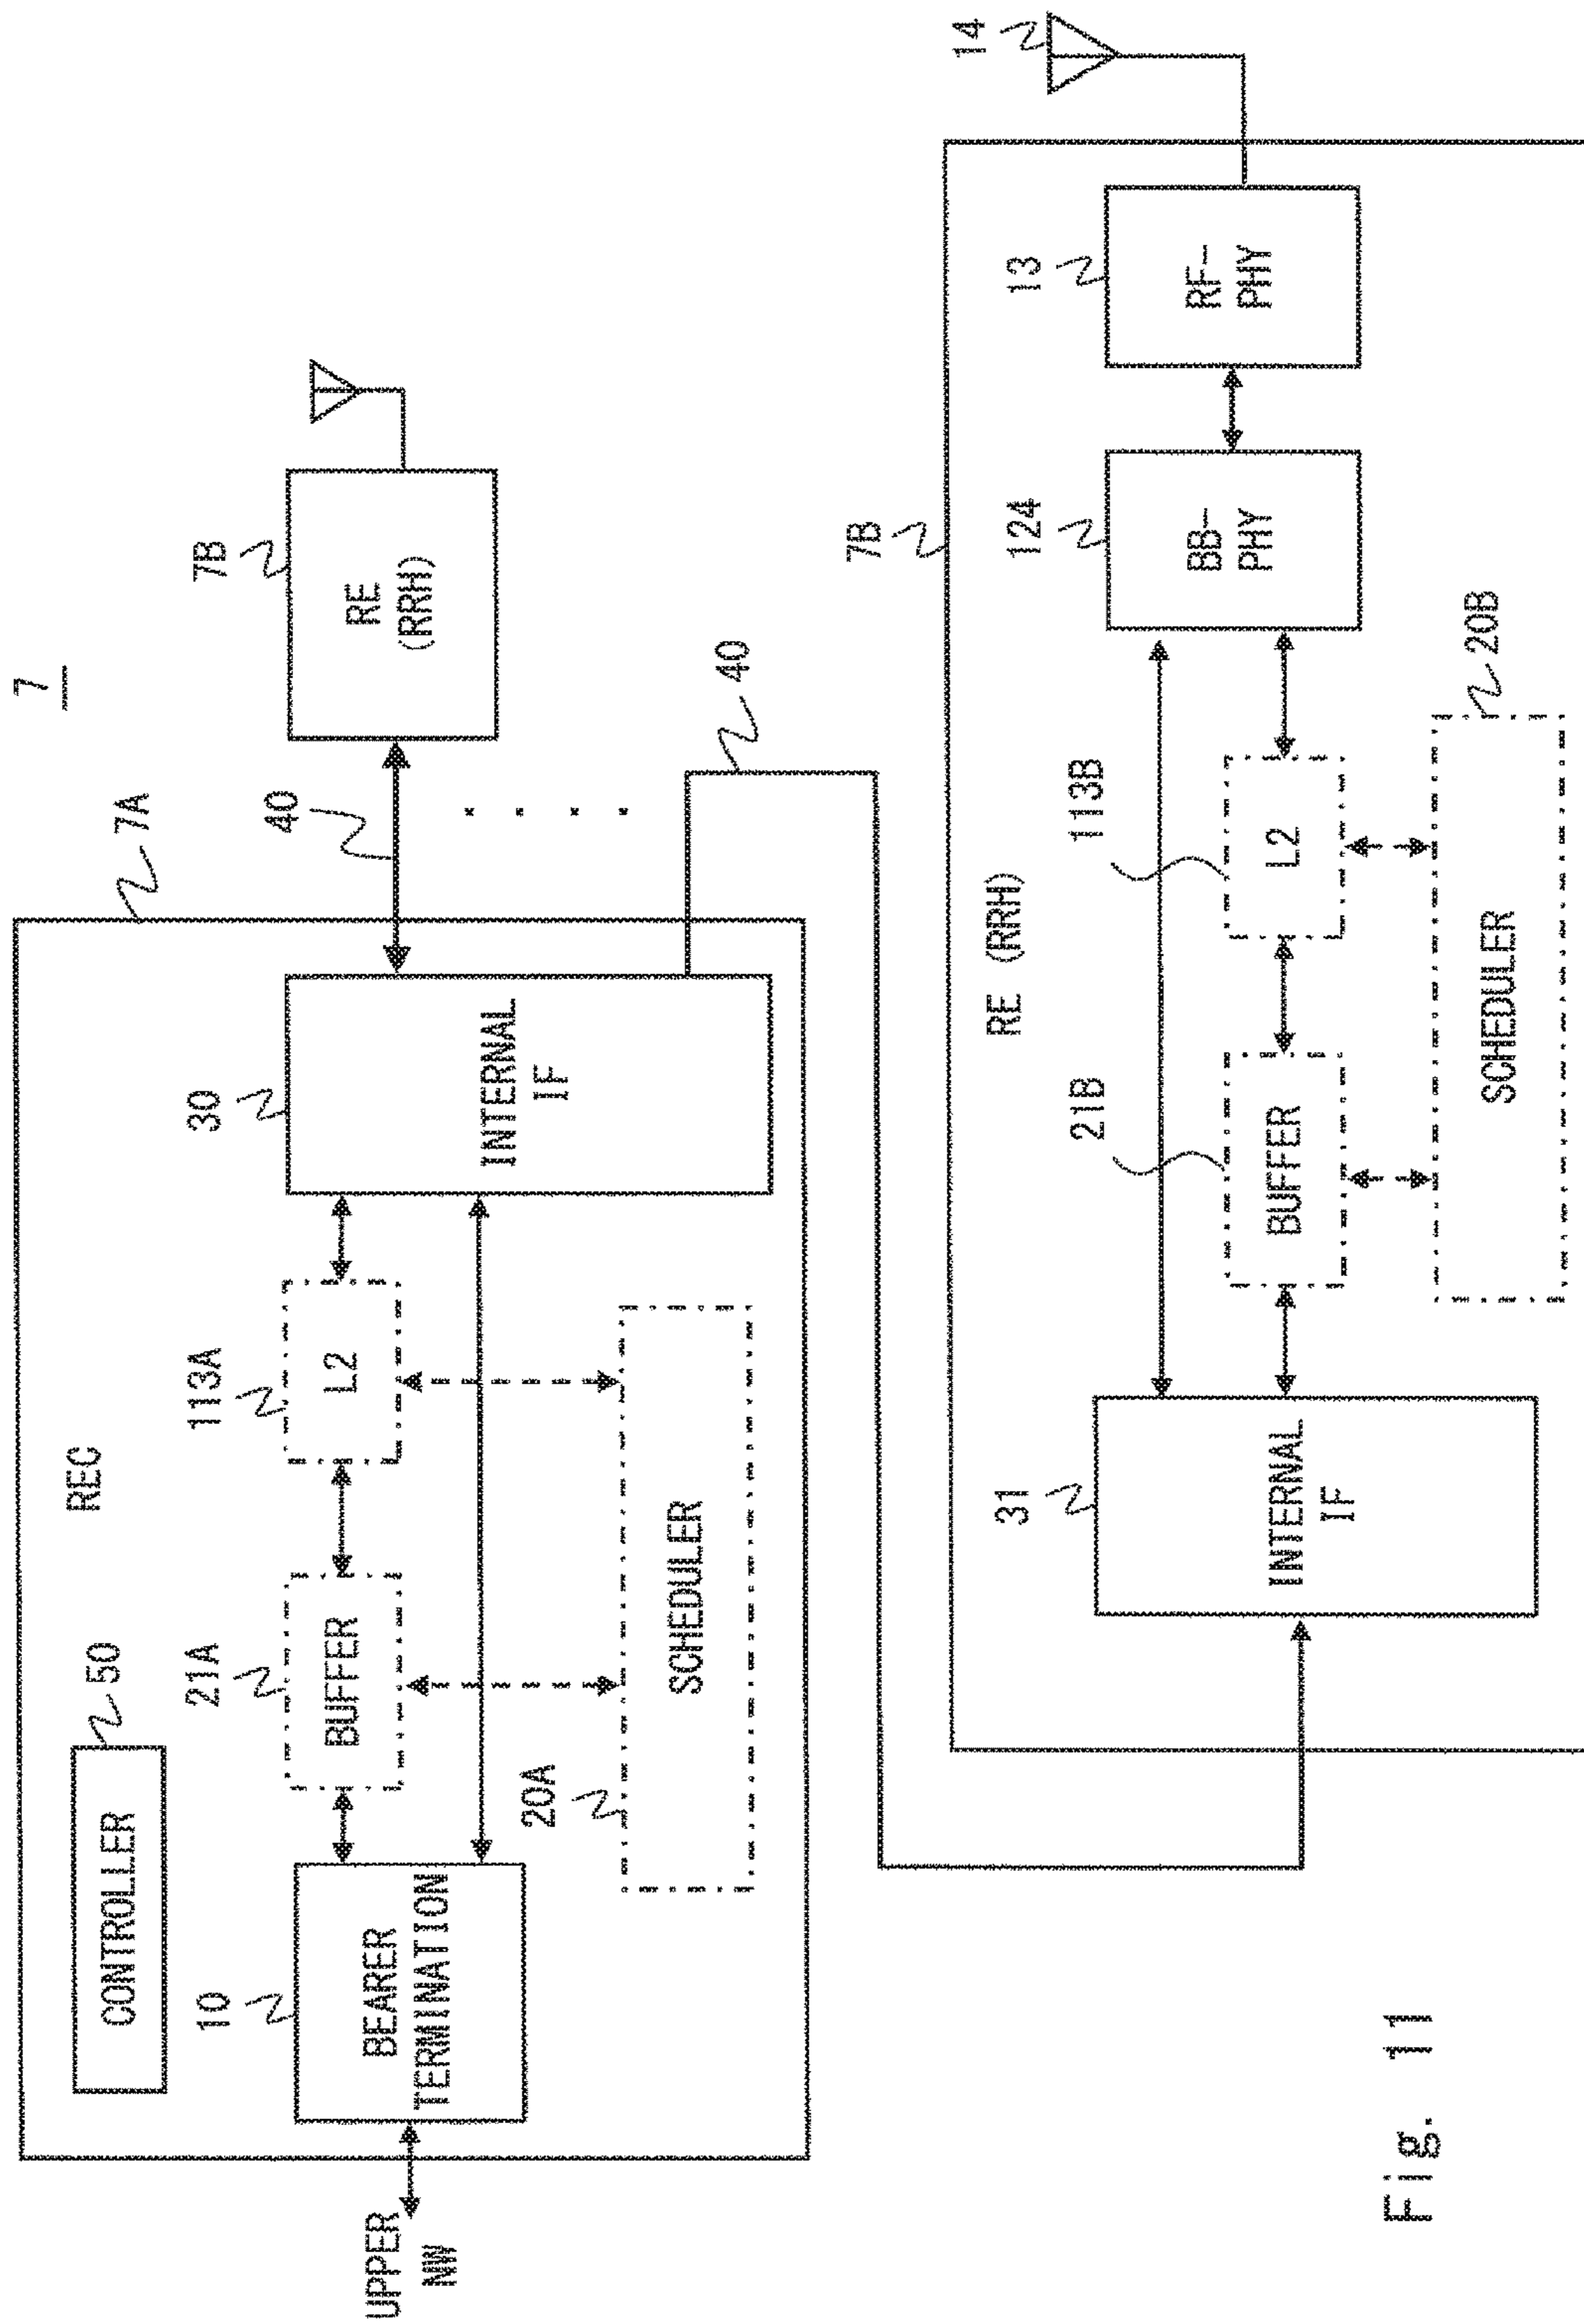 7
7A
REC
CONTROLLER
50
10
BEARER
TERMINATION
UPPER
NW
21A
BUFFER
113A
L2
30
INTERNAL
IF
20A
SCHEDULER
40
7B
RE
(RRH)
40
7B
RE (RRH)
31
INTERNAL
IF
21B
BUFFER
113B
L2
20B
SCHEDULER
124
BB-
PHY
13
RF-
PHY
14
Fig. 11